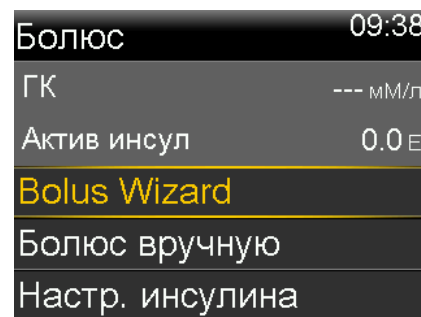 Болюс 09:38
ГК --- мМ/л
Актив инсул 0.0 Е
Bolus Wizard
Болюс вручную
Настр. инсулина